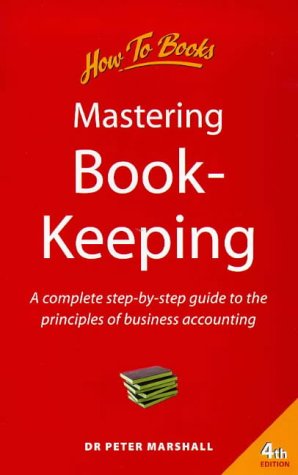 How To Books
Mastering
Book-
Keeping
A complete step-by-step guide to the
principles of business accounting
DR PETER MARSHALL
4th
EDITION